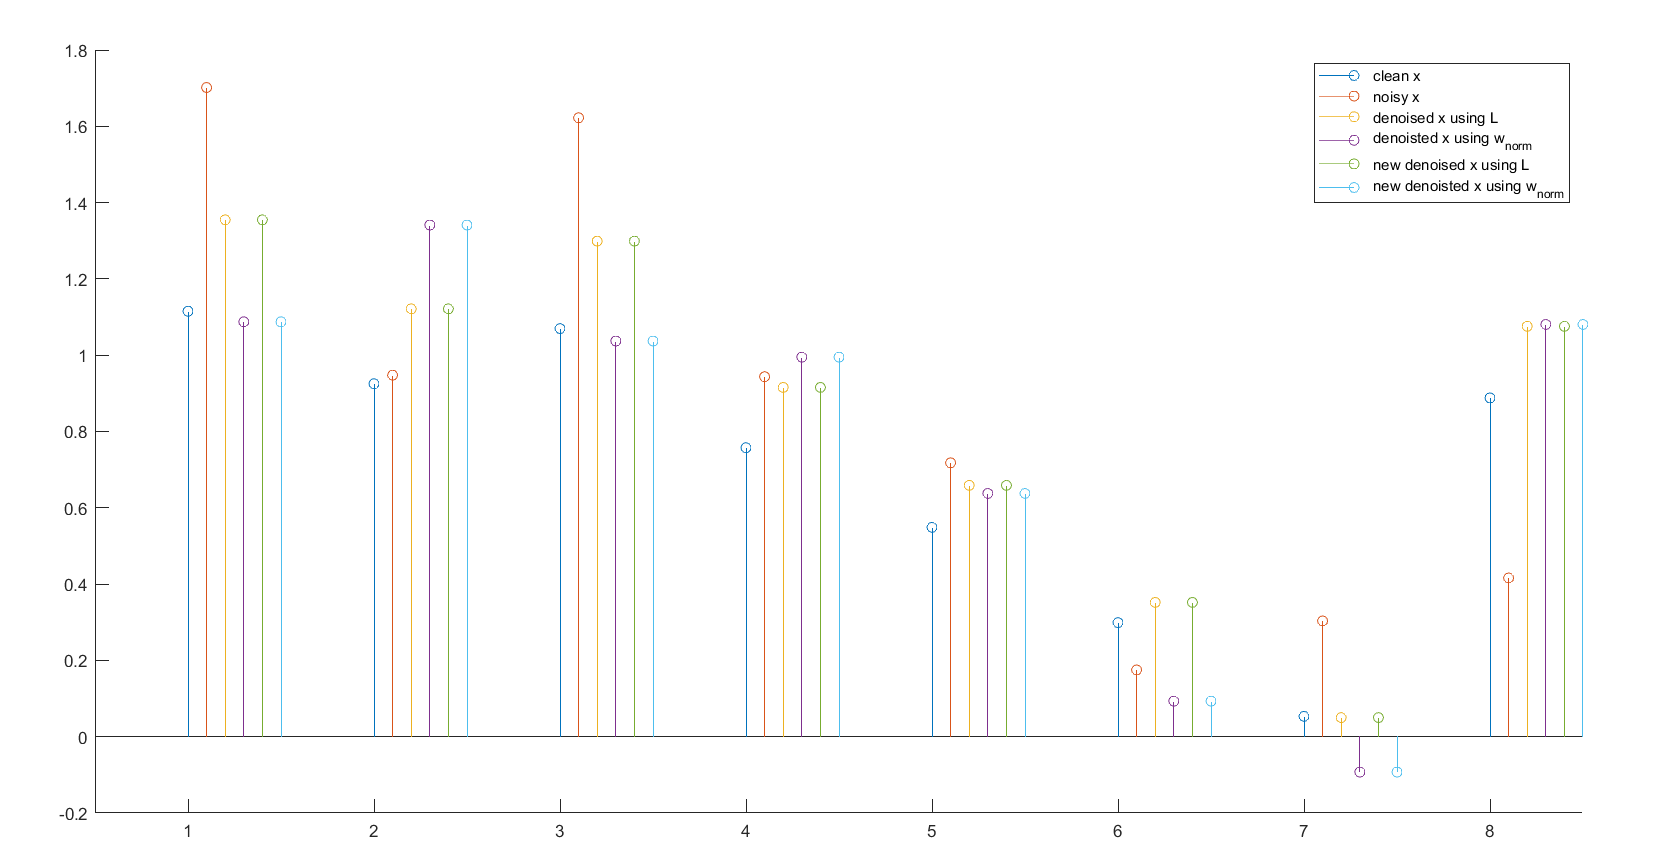 1.8
1.6
1.4
1.2
1
0.8
0.6
0.4
0.2
0
-0.2
1 2 3 4 5 6 7 8
clean x
noisy x
denoised x using L
denoisted x using wnorm
new denoised x using L
new denoisted x using wnorm